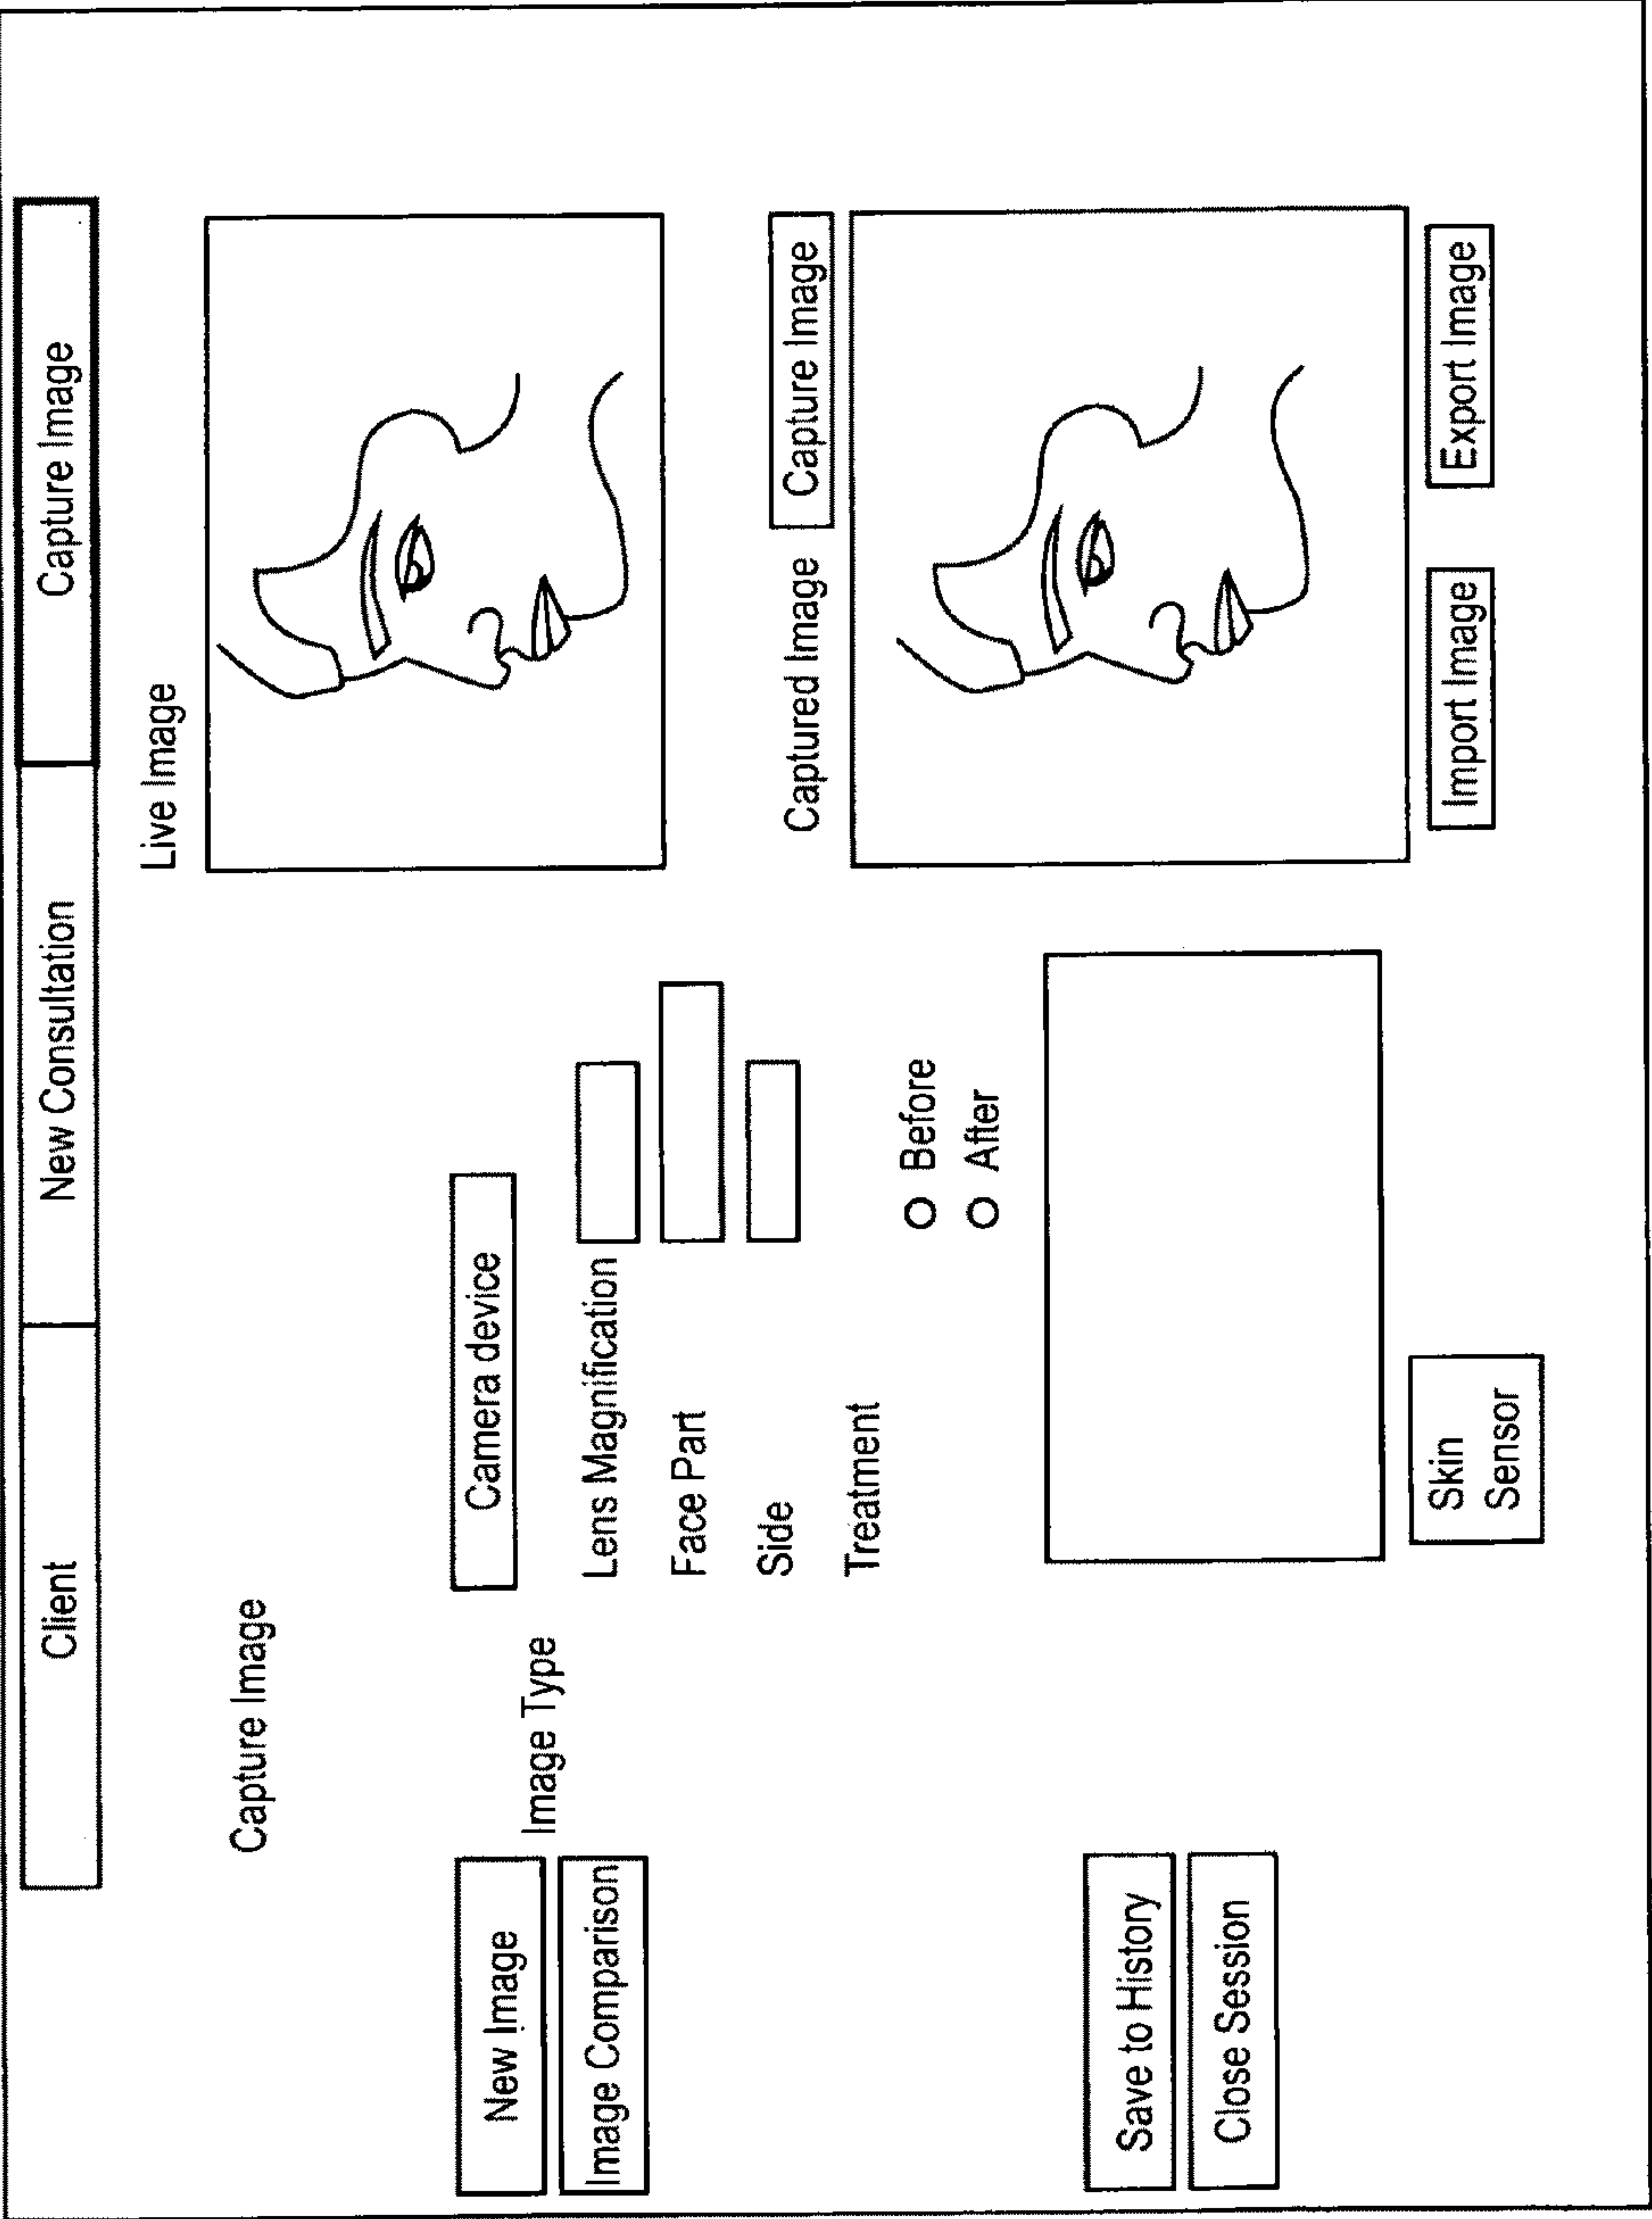 Client
New Consultation
Capture Image
Capture Image
Live Image
New Image
Image Comparison
Image Type
Camera device
Lens Magnification
Face Part
Side
Treatment
Before
After
Captured Image
Capture Image
Save to History
Close Session
Skin
Sensor
Import Image
Export Image